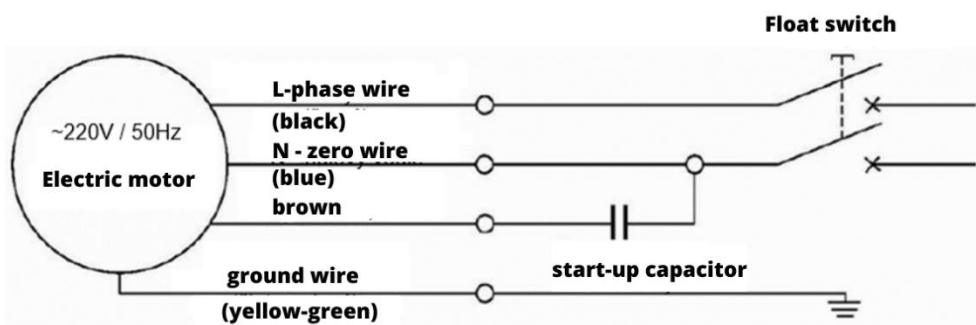 Float switch
L-phase wire
(black)
~220V / 50Hz
N - zero wire
Electric motor
(blue)
brown
ground wire
start-up capacitor
(yellow-green)